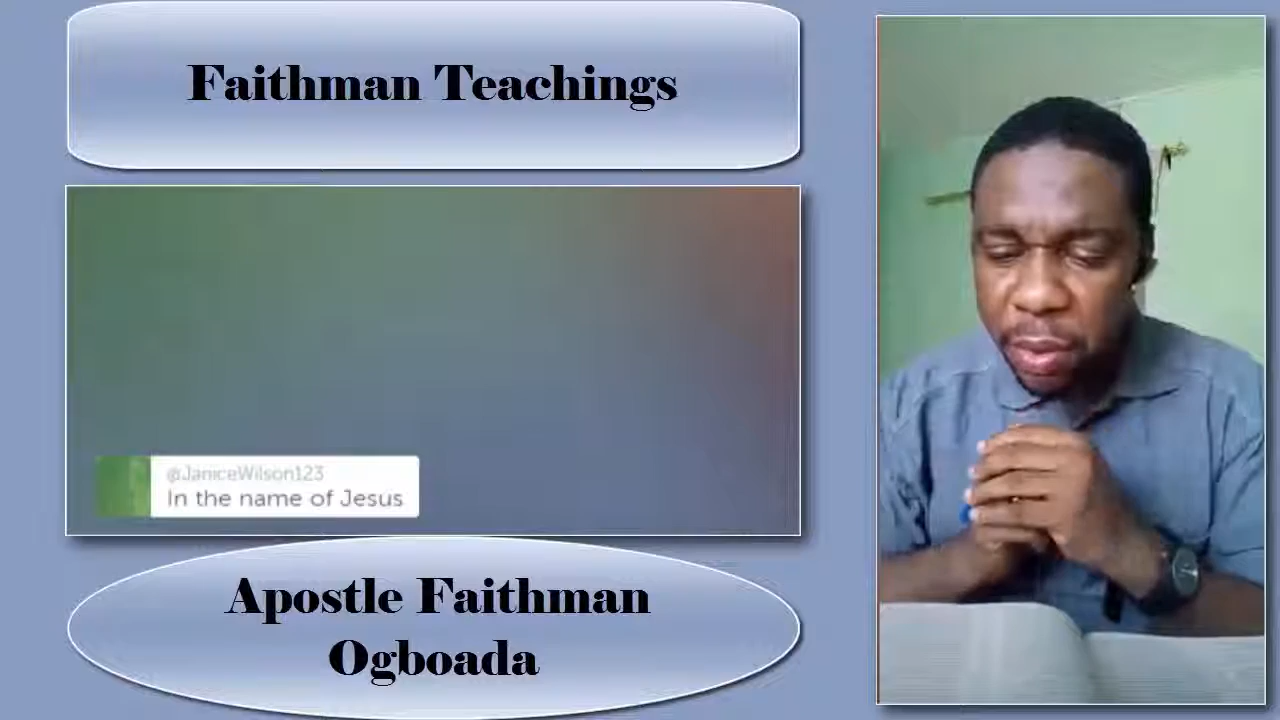 Faithman Teachings
@JaniceWilson123
In the name of Jesus
Apostle Faithman
Ogboada